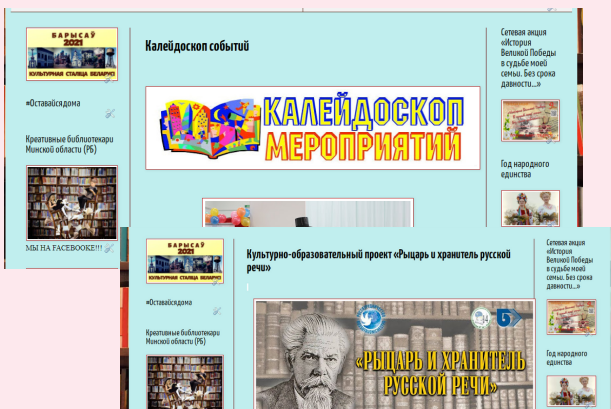 БАРЫСАЎ
2021
КУЛЬТУРНАЯ СТАЛІЦА БЕЛАРУСІ
#Оставайсядома
Креативные библиотекари
Минской области (РБ)
МЫ НА FACEBOOKE!!!
Калейдоскоп событий
КАЛЕЙДОСКОП
МЕРОПРИЯТИЙ
Сетевая акция
«История
Великой Победы
в судьбе моей
семьи. Без срока
давности...»
Год народного
единства
БАРЫСАЎ
2021
КУЛЬТУРНАЯ СТАЛІЦА БЕЛАРУСІ
#Оставайсядома
Креативные библиотекари
Минской области (РБ)
Культурно-образовательный проект «Рыцарь и хранитель русской
речи»
«РЫЦАРЬ И ХРАНИТЕЛЬ
РУССКОЙ РЕЧИ»
Сетевая акция
«История
Великой Победы
в судьбе моей
семьи. Без срока
давности...»
Год народного
единства